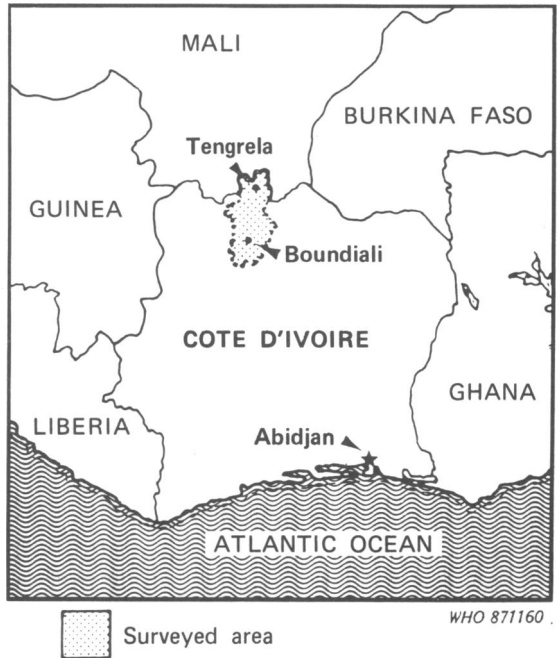 MALI
BURKINA FASO
Tengrela
GUINEA
Boundiali
COTE D'IVOIRE
GHANA
LIBERIA
Abidjan
ATLANTIC OCEAN
WHO 871160
Surveyed area